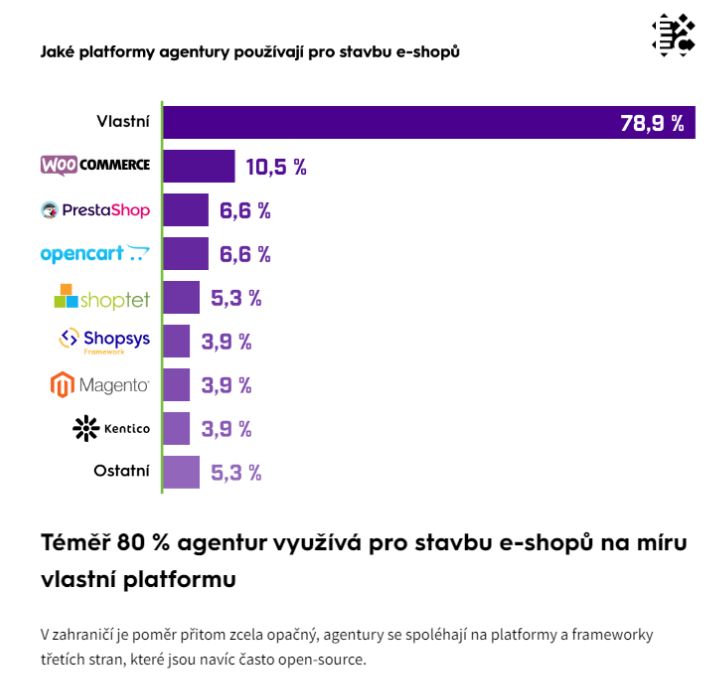 Jaké platformy agentury používají pro stavbu e-shopů
Vlastní 78,9 %
WOO COMMERCE 10,5 %
PrestaShop 6,6 %
opencart 6,6 %
shoptet 5,3 %
Shopsys 3,9 %
Framework
Magento 3,9 %
Kentico 3,9 %
Ostatní 5,3 %
Téměř 80 % agentur využívá pro stavbu e-shopů na míru
vlastní platformu
V zahraničí je poměr přitom zcela opačný, agentury se spoléhají na platformy a frameworky
třetích stran, které jsou navíc často open-source.